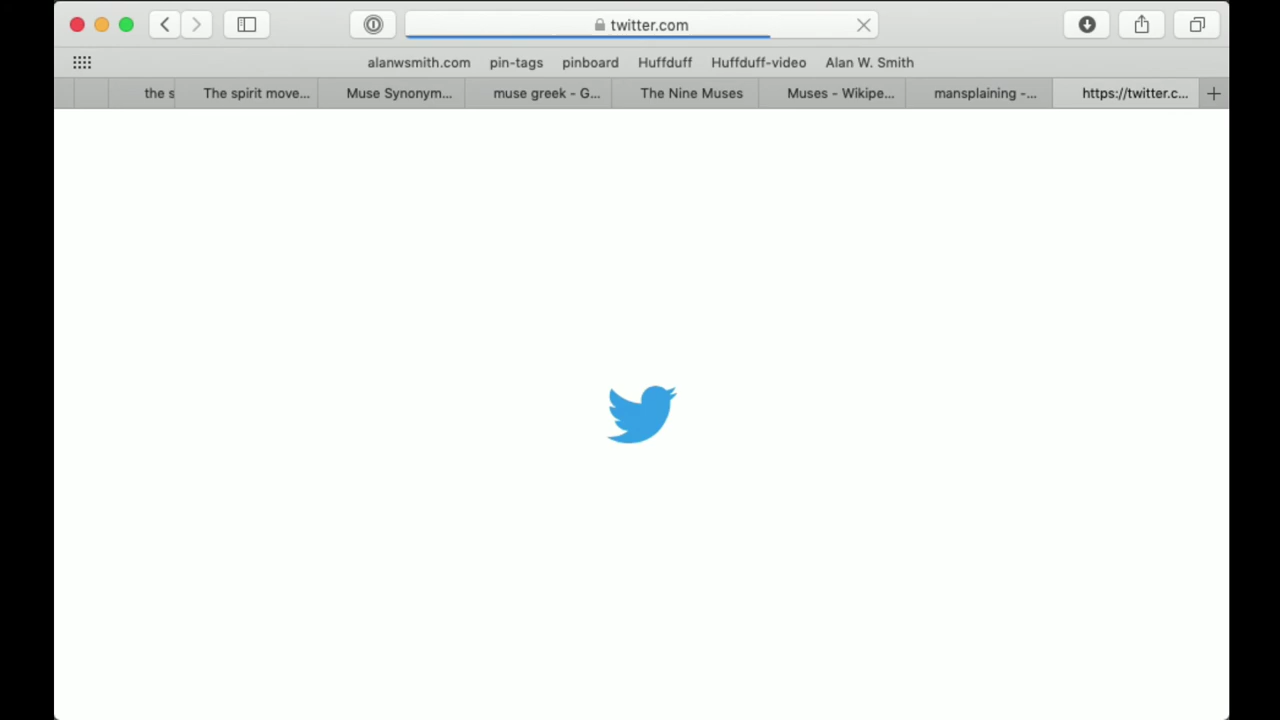 twitter.com
alanwsmith.com pin-tags pinboard Huffduff Huffduff-video Alan W. Smith
the s The spirit move... Muse Synonym... muse greek - G... The Nine Muses Muses - Wikipe... mansplaining -... https://twitter.c...